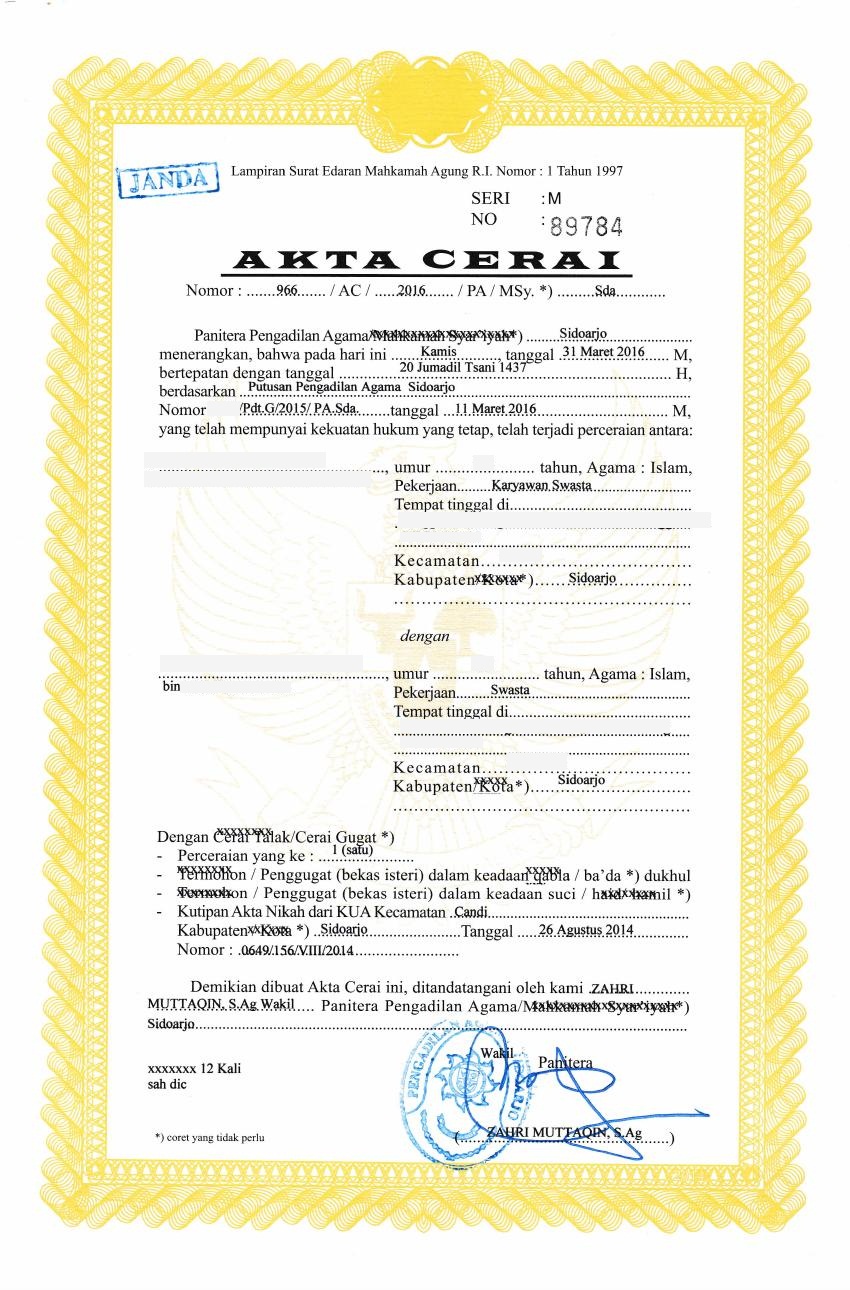 JANDA
Lampiran Surat Edaran Mahkamah Agung R.I. Nomor : 1 Tahun 1997
SERI : M
NO : 89784
AKTA CERAI
Nomor : .......966....... / AC / ......2016....... / PA / MSy. *) ..........Sda.............
Panitera Pengadilan Agama/Mahkamah Syar'iyah*) ........Sidoarjo....................
menerangkan, bahwa pada hari ini .......Kamis..........., tanggal .31 Maret 2016...... M,
bertepatan dengan tanggal ...............20 Jumadil Tsani 1437.................................... H,
berdasarkan ..Putusan Pengadilan Agama Sidoarjo..................................................
Nomor /Pdt.G/2015/ PA.Sda........tanggal ..11 Maret 2016.............................. M,
yang telah mempunyai kekuatan hukum yang tetap, telah terjadi perceraian antara:
...................................................., umur ....................... tahun, Agama : Islam,
Pekerjaan........Karyawan Swasta.......................
Tempat tinggal di..........................................
Kecamatan.......................................
Kabupaten/Kota*)........Sidoarjo................
.......................................................
dengan
...................................................., umur ........................ tahun, Agama : Islam,
bin
Pekerjaan........Swasta....................................
Tempat tinggal di..........................................
Kecamatan.......................................
Kabupaten/Kota*)......Sidoarjo..................
.......................................................
Dengan Cerai Talak/Cerai Gugat *)
- Perceraian yang ke : ...1 (satu).............
- Termohon / Penggugat (bekas isteri) dalam keadaan qabla / ba’da *) dukhul
- Termohon / Penggugat (bekas isteri) dalam keadaan suci / haid/ hamil *)
- Kutipan Akta Nikah dari KUA Kecamatan .Candi..............................................
Kabupaten/Kota *) ..Sidoarjo.....................Tanggal .....26 Agustus 2014.............
Nomor : .0649/.156/V.III/2014........................
Demikian dibuat Akta Cerai ini, ditandatangani oleh kami .ZAHRI.............
MUTTAQIN, S.Ag Wakil .... Panitera Pengadilan Agama/Mahkamah Syar'iyah*)
Sidoarjo..................................................................................................................
Wakil
Panitera
xxxxxxx 12 Kali
sah dic
PENGADILAN AGAMA
SIDOARJO
(.......ZAHRI MUTTAQIN, S.Ag.......)
*) coret yang tidak perlu